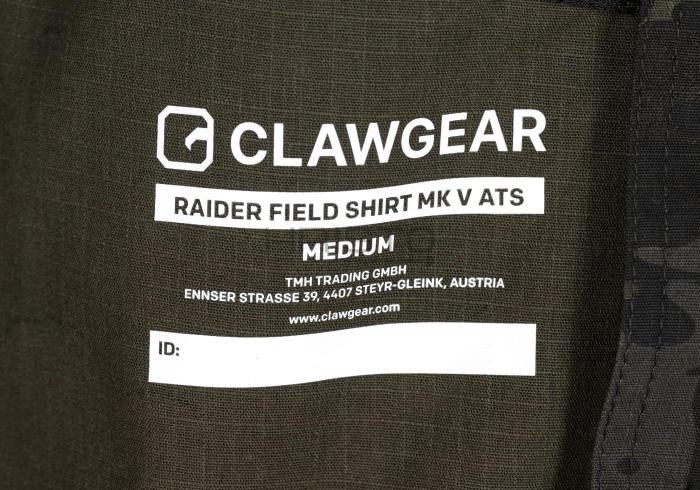 CLAWGEAR
RAIDER FIELD SHIRT MK V ATS
MEDIUM
TMH TRADING GMBH
ENNSER STRASSE 39, 4407 STEYR-GLEINK, AUSTRIA
www.clawgear.com
ID: